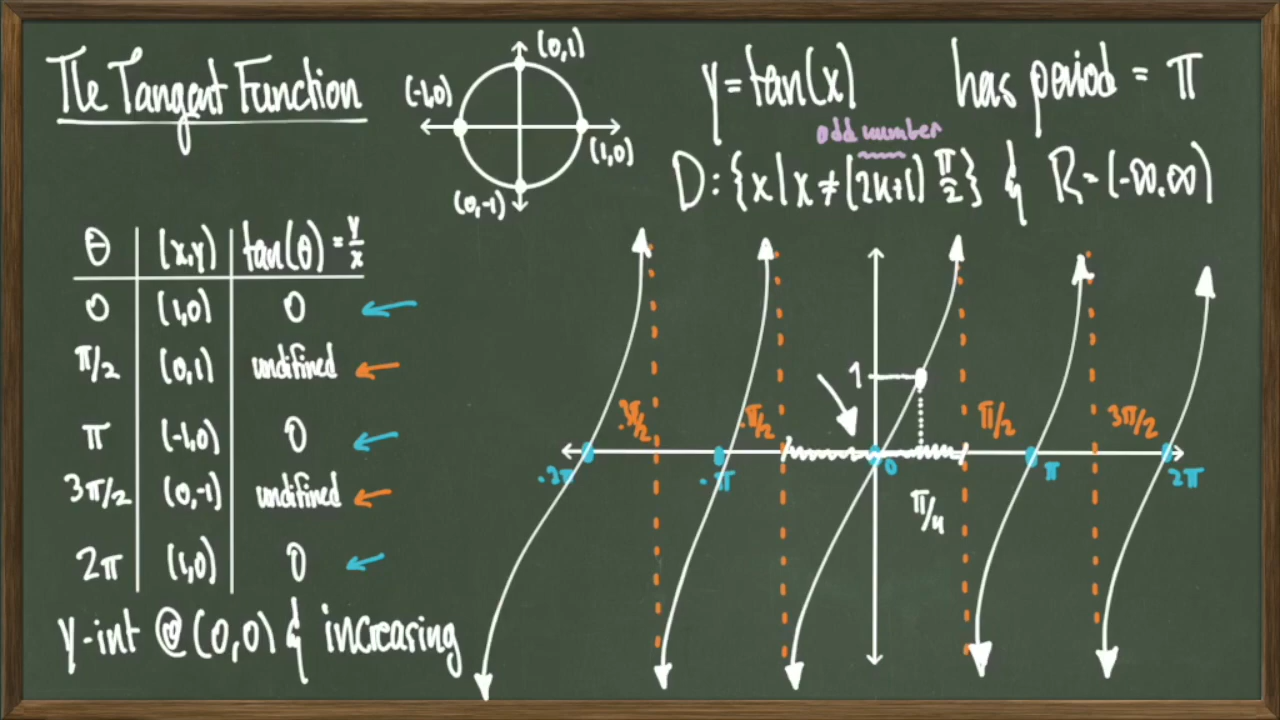 The Tangent Function
(0,1)
(-1,0)
(1,0)
(0,-1)
y=tan(x) has period = π
odd number
D: {x|x≠(2k+1) π/2} & R=(-∞.∞)
θ (x,y) tan(θ) = y/x
0 (1,0) 0
π/2 (0,1) undifined
π (-1,0) 0
3π/2 (0,-1) undifined
2π (1,0) 0
y-int @ (0,0) & increasing
1
-3π/2 -π/2 π/2 3π/2
-2π -π 0 π 2π
π/4